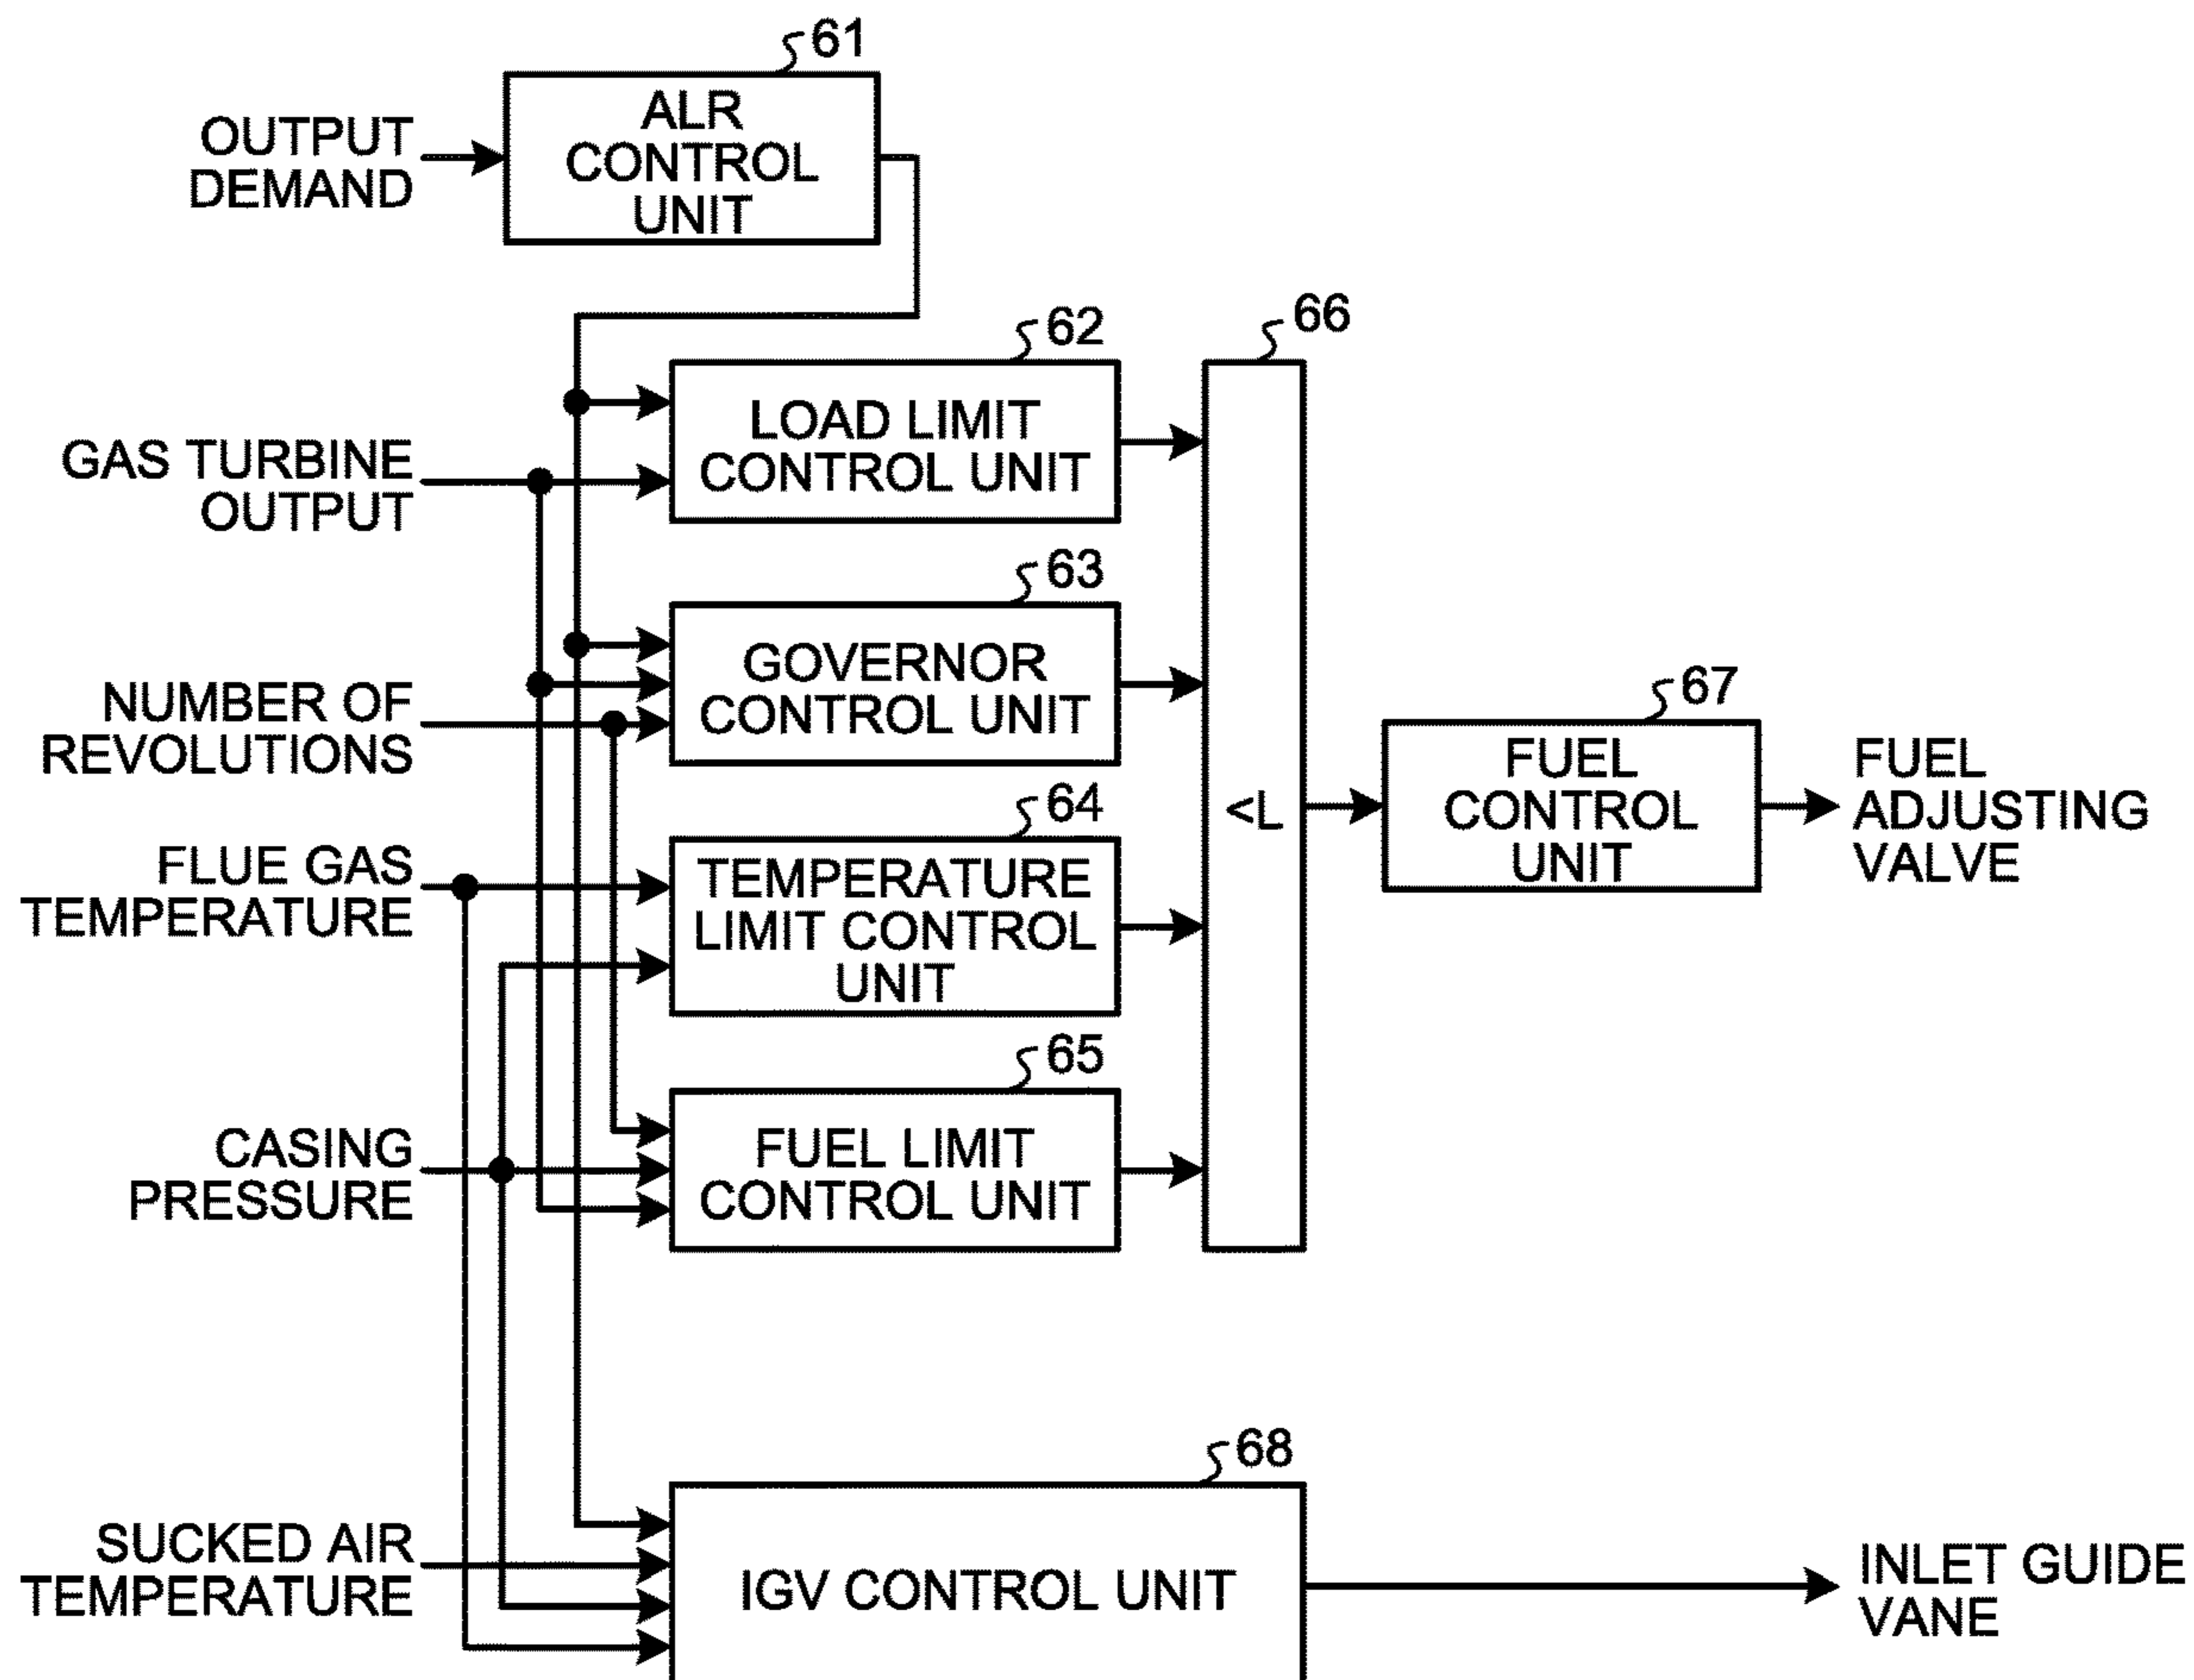 61
ALR
CONTROL
UNIT
OUTPUT
DEMAND
62
LOAD LIMIT
CONTROL UNIT
66
<L
GAS TURBINE
OUTPUT
63
GOVERNOR
CONTROL UNIT
NUMBER OF
REVOLUTIONS
67
FUEL
CONTROL
UNIT
FUEL
ADJUSTING
VALVE
64
TEMPERATURE
LIMIT CONTROL
UNIT
FLUE GAS
TEMPERATURE
65
FUEL LIMIT
CONTROL UNIT
CASING
PRESSURE
68
IGV CONTROL UNIT
SUCKED AIR
TEMPERATURE
INLET GUIDE
VANE